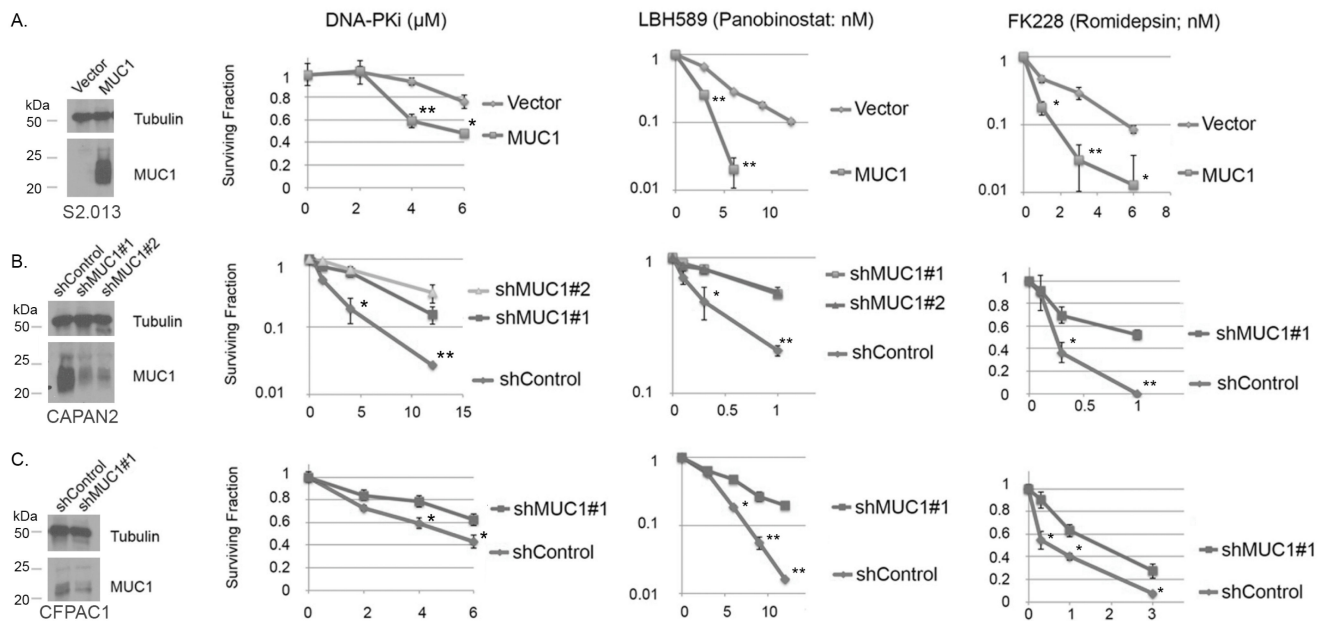 A.
DNA-PKi (µM)
LBH589 (Panobinostat: nM)
FK228 (Romidepsin; nM)
Vector
MUC1
kDa
50
Tubulin
25
20
MUC1
S2.013
Surviving Fraction
1
0.8
0.6
0.4
0.2
0
0 2 4 6
**
*
Vector
MUC1
1
0.1
0.01
0 5 10
**
**
Vector
MUC1
1
0.1
0.01
0 2 4 6 8
*
**
*
Vector
MUC1
B.
shControl
shMUC1#1
shMUC1#2
kDa
50
Tubulin
25
20
MUC1
CAPAN2
Surviving Fraction
1
0.1
0.01
0 5 10 15
*
**
shMUC1#2
shMUC1#1
shControl
1
0.1
0 0.5 1
*
**
shMUC1#1
shMUC1#2
shControl
1
0.8
0.6
0.4
0.2
0
0 0.5 1
*
**
shMUC1#1
shControl
C.
shControl
shMUC1#1
kDa
50
Tubulin
25
20
MUC1
CFPAC1
Surviving Fraction
1
0.8
0.6
0.4
0.2
0
0 2 4 6
*
*
shMUC1#1
shControl
1
0.1
0.01
0 5 10
*
**
**
shMUC1#1
shControl
1
0.8
0.6
0.4
0.2
0
0 1 2 3
*
*
*
shMUC1#1
shControl